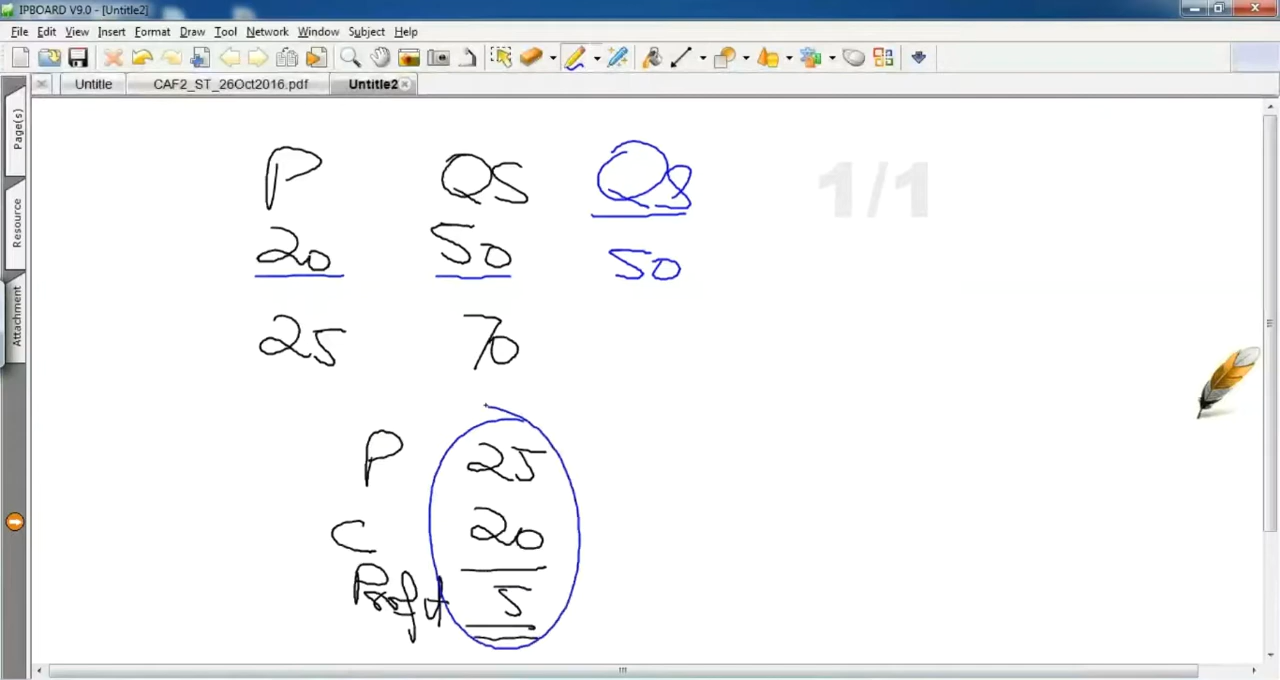 IPBOARD V9.0 - [Untitle2]
File Edit View Insert Format Draw Tool Network Window Subject Help
Untitle CAF2_ST_26Oct2016.pdf Untitle2
Page(s)
Resource
Attachment
1/1
P QS QS
20 50 50
25 70
P 25
C 20
Profit 5